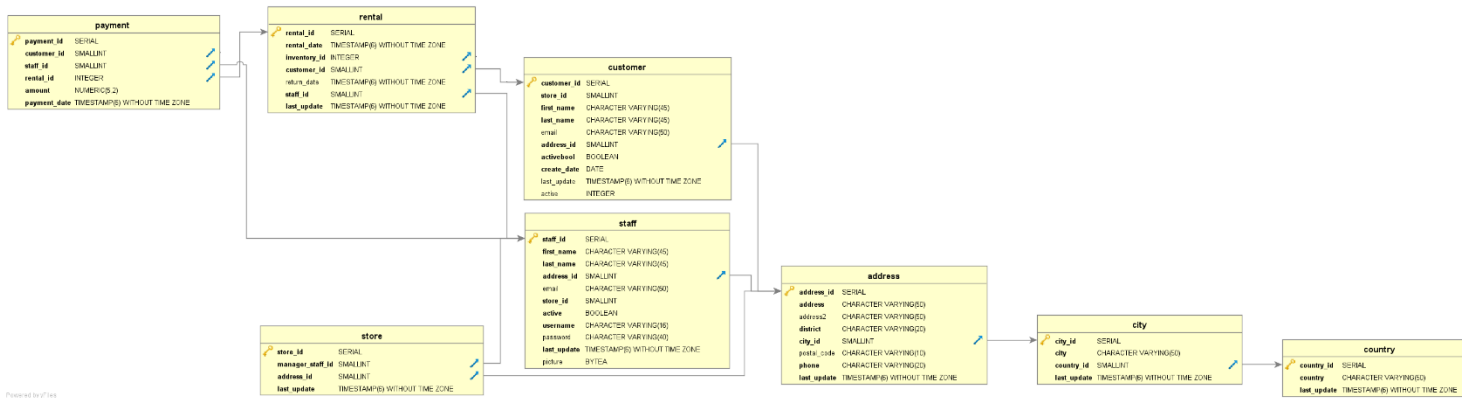 payment
payment_id SERIAL
customer_id SMALLINT
staff_id SMALLINT
rental_id INTEGER
amount NUMERIC(5,2)
payment_date TIMESTAMP(6) WITHOUT TIME ZONE
rental
rental_id SERIAL
rental_date TIMESTAMP(6) WITHOUT TIME ZONE
inventory_id INTEGER
customer_id SMALLINT
return_date TIMESTAMP(6) WITHOUT TIME ZONE
staff_id SMALLINT
last_update TIMESTAMP(6) WITHOUT TIME ZONE
customer
customer_id SERIAL
store_id SMALLINT
first_name CHARACTER VARYING(45)
last_name CHARACTER VARYING(45)
email CHARACTER VARYING(50)
address_id SMALLINT
activebool BOOLEAN
create_date DATE
last_update TIMESTAMP(6) WITHOUT TIME ZONE
active INTEGER
staff
staff_id SERIAL
first_name CHARACTER VARYING(45)
last_name CHARACTER VARYING(45)
address_id SMALLINT
email CHARACTER VARYING(50)
store_id SMALLINT
active BOOLEAN
username CHARACTER VARYING(16)
password CHARACTER VARYING(40)
last_update TIMESTAMP(6) WITHOUT TIME ZONE
picture BYTEA
store
store_id SERIAL
manager_staff_id SMALLINT
address_id SMALLINT
last_update TIMESTAMP(6) WITHOUT TIME ZONE
address
address_id SERIAL
address CHARACTER VARYING(50)
address2 CHARACTER VARYING(50)
district CHARACTER VARYING(20)
city_id SMALLINT
postal_code CHARACTER VARYING(10)
phone CHARACTER VARYING(20)
last_update TIMESTAMP(6) WITHOUT TIME ZONE
city
city_id SERIAL
city CHARACTER VARYING(50)
country_id SMALLINT
last_update TIMESTAMP(6) WITHOUT TIME ZONE
country
country_id SERIAL
country CHARACTER VARYING(50)
last_update TIMESTAMP(6) WITHOUT TIME ZONE
Powered by yFiles